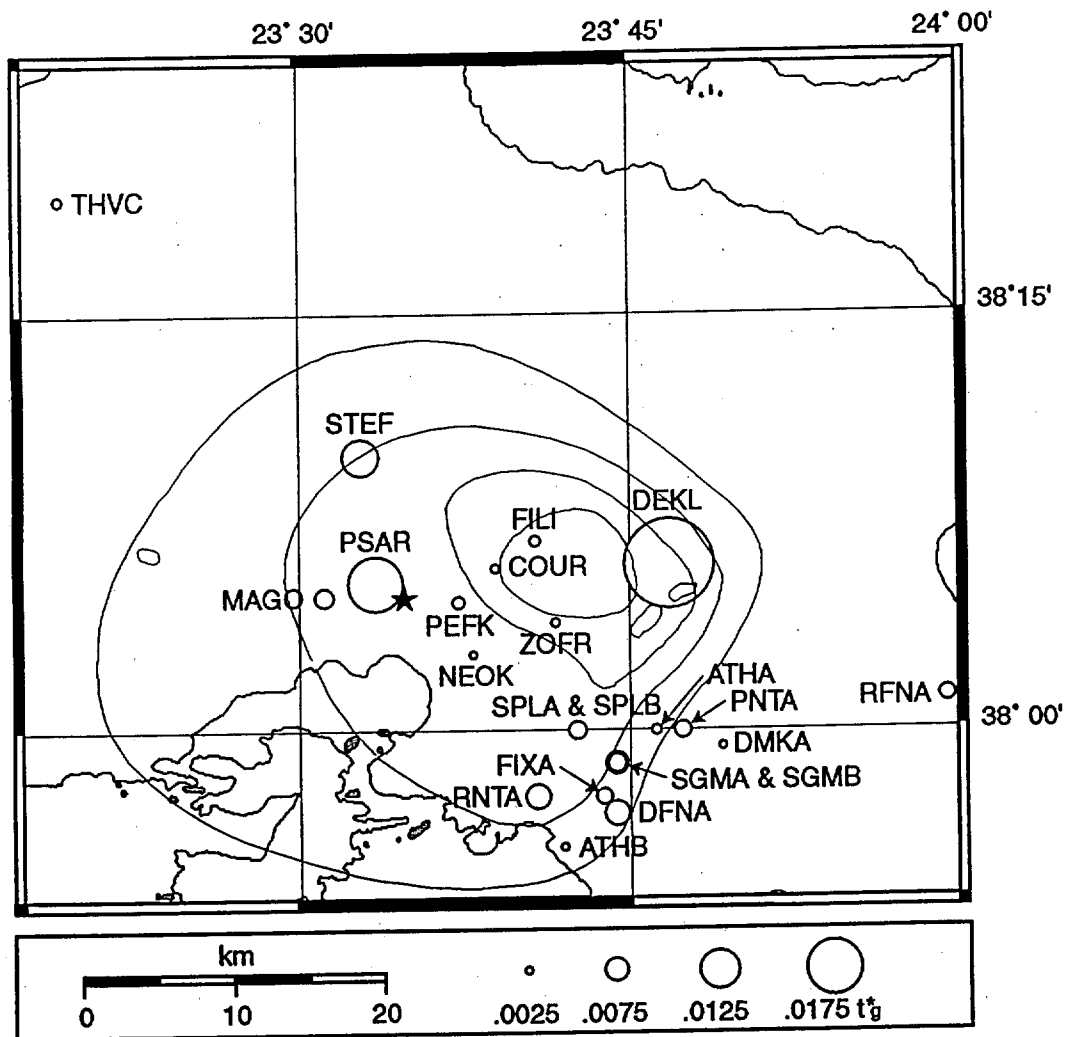 23° 30'
23° 45'
24° 00'
THVC
38° 15'
STEF
DEKL
FILI
PSAR
COUR
MAGO
PEFK
ZOFR
NEOK
ATHA
SPLA & SPLB
PNTA
RFNA
38° 00'
DMKA
FIXA
SGMA & SGMB
RNTA
DFNA
ATHB
km
0
10
20
.0025
.0075
.0125
.0175 t*g